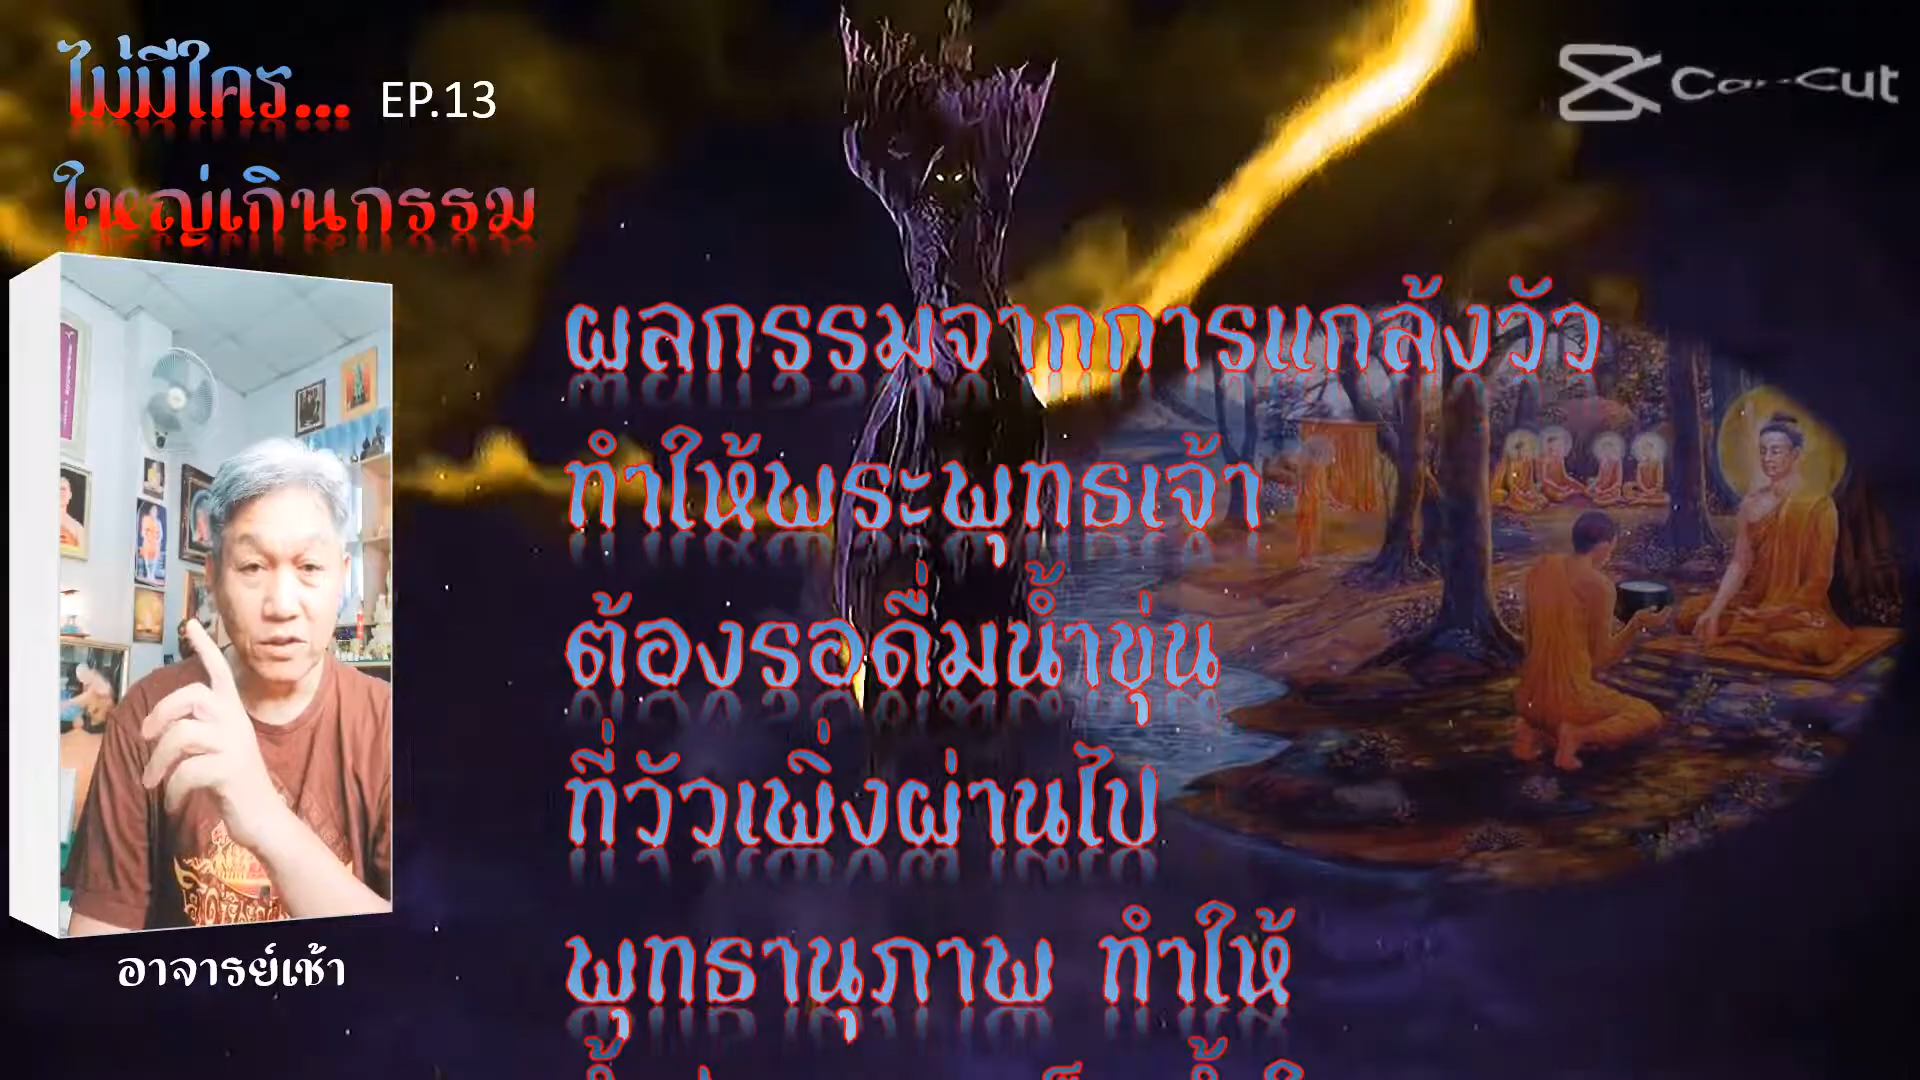 ไม่มีใคร... EP.13
ใหญ่เกินกรรม
CapCut
ผลกรรมจากการแกล้งวัว
ทำให้พระพุทธเจ้า
ต้องรอดื่มน้ำขุ่น
ที่วัวเพิ่งผ่านไป
พุทธานุภาพ ทำให้
อาจารย์เช้า